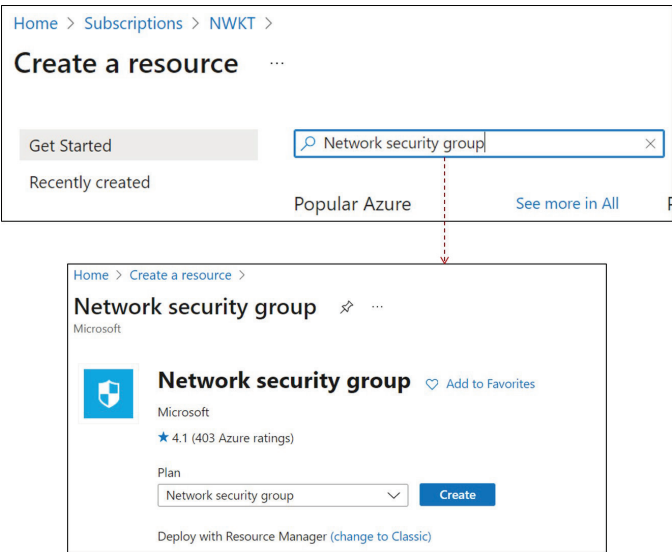 Home > Subscriptions > NWKT >
Create a resource ...
Get Started
Network security group
Recently created
Popular Azure See more in All
Home > Create a resource >
Network security group ...
Microsoft
Network security group Add to Favorites
Microsoft
4.1 (403 Azure ratings)
Plan
Network security group Create
Deploy with Resource Manager (change to Classic)